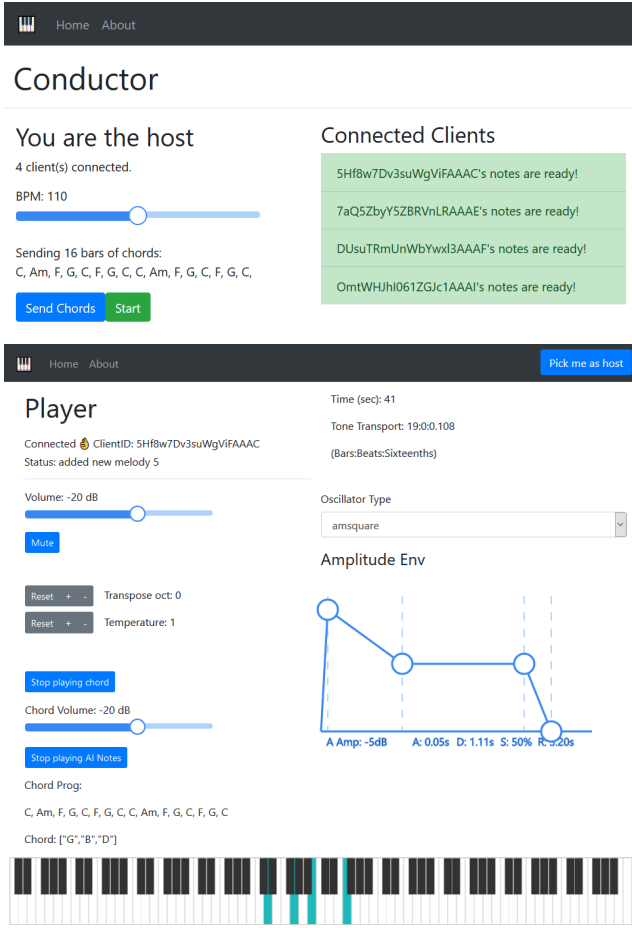 Home About
Conductor
You are the host
4 client(s) connected.
BPM: 110
Sending 16 bars of chords:
C, Am, F, G, C, F, G, C, C, Am, F, G, C, F, G, C,
Send Chords Start
Connected Clients
5Hf8w7Dv3suWgViFAAAC's notes are ready!
7aQ5ZbyY5ZBRVnLRAAAE's notes are ready!
DUsuTRmUnWbYwxl3AAAF's notes are ready!
OmtWHJhI061ZGJc1AAAI's notes are ready!
Home About
Pick me as host
Player
Connected ClientID: 5Hf8w7Dv3suWgViFAAAC
Status: added new melody 5
Volume: -20 dB
Mute
Reset + - Transpose oct: 0
Reset + - Temperature: 1
Stop playing chord
Chord Volume: -20 dB
Stop playing AI Notes
Chord Prog:
C, Am, F, G, C, F, G, C, C, Am, F, G, C, F, G, C
Chord: ["G","B","D"]
Time (sec): 41
Tone Transport: 19:0:0.108
(Bars:Beats:Sixteenths)
Oscillator Type
amsquare
Amplitude Env
A Amp: -5dB A: 0.05s D: 1.11s S: 50% R: 3.20s